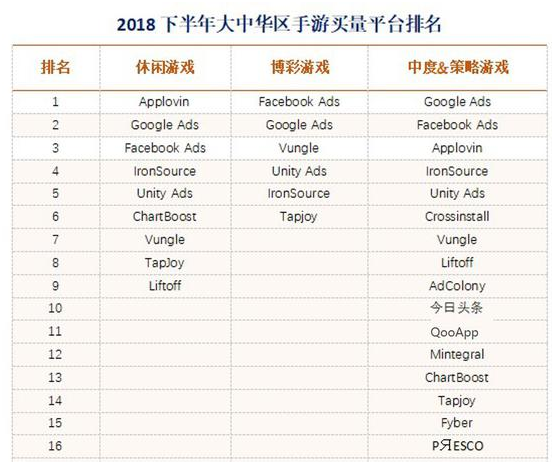 2018 下半年大中华区手游买量平台排名
排名 休闲游戏 博彩游戏 中度&策略游戏
1 Applovin Facebook Ads Google Ads
2 Google Ads Google Ads Facebook Ads
3 Facebook Ads Vungle Applovin
4 IronSource Unity Ads IronSource
5 Unity Ads IronSource Unity Ads
6 ChartBoost Tapjoy Crossinstall
7 Vungle Vungle
8 TapJoy Liftoff
9 Liftoff AdColony
10 今日头条
11 QooApp
12 Mintegral
13 ChartBoost
14 Tapjoy
15 Fyber
16 PЯESCO